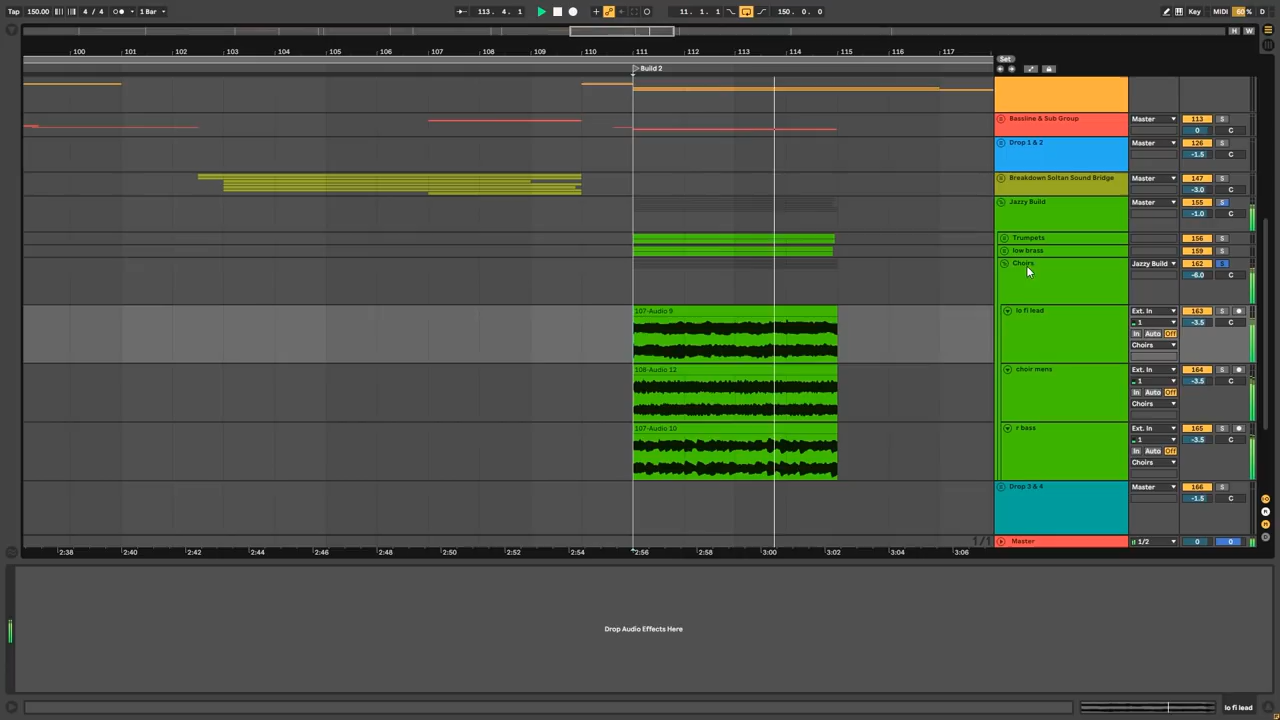 Tap 150.00 4 / 4 1 Bar 113. 4. 1 11. 1. 1 150. 0. 0 Key MIDI 60 %
H W
100 101 102 103 104 105 106 107 108 109 110 111 112 113 114 115 116 117
Set
Build 2
Bassline & Sub Group Master 113 S
0 C
Drop 1 & 2 Master 126 S
-1.5 C
Breakdown Soltan Sound Bridge Master 147 S
-3.0 C
Jazzy Build Master 155 S
-1.0 C
Trumpets 156 S
low brass 159 S
Choirs Jazzy Build 162 S
-6.0 C
107-Audio 9 lo fi lead Ext. In 163 S
1 -3.5 C
In Auto Off
Choirs
108-Audio 12 choir mens Ext. In 164 S
1 -3.5 C
In Auto Off
Choirs
107-Audio 10 r bass Ext. In 165 S
1 -3.5 C
In Auto Off
Choirs
Drop 3 & 4 Master 166 S
-1.5 C
1/1 Master 1/2 0 0
2:38 2:40 2:42 2:44 2:46 2:48 2:50 2:52 2:54 2:56 2:58 3:00 3:02 3:04 3:06
Drop Audio Effects Here
lo fi lead